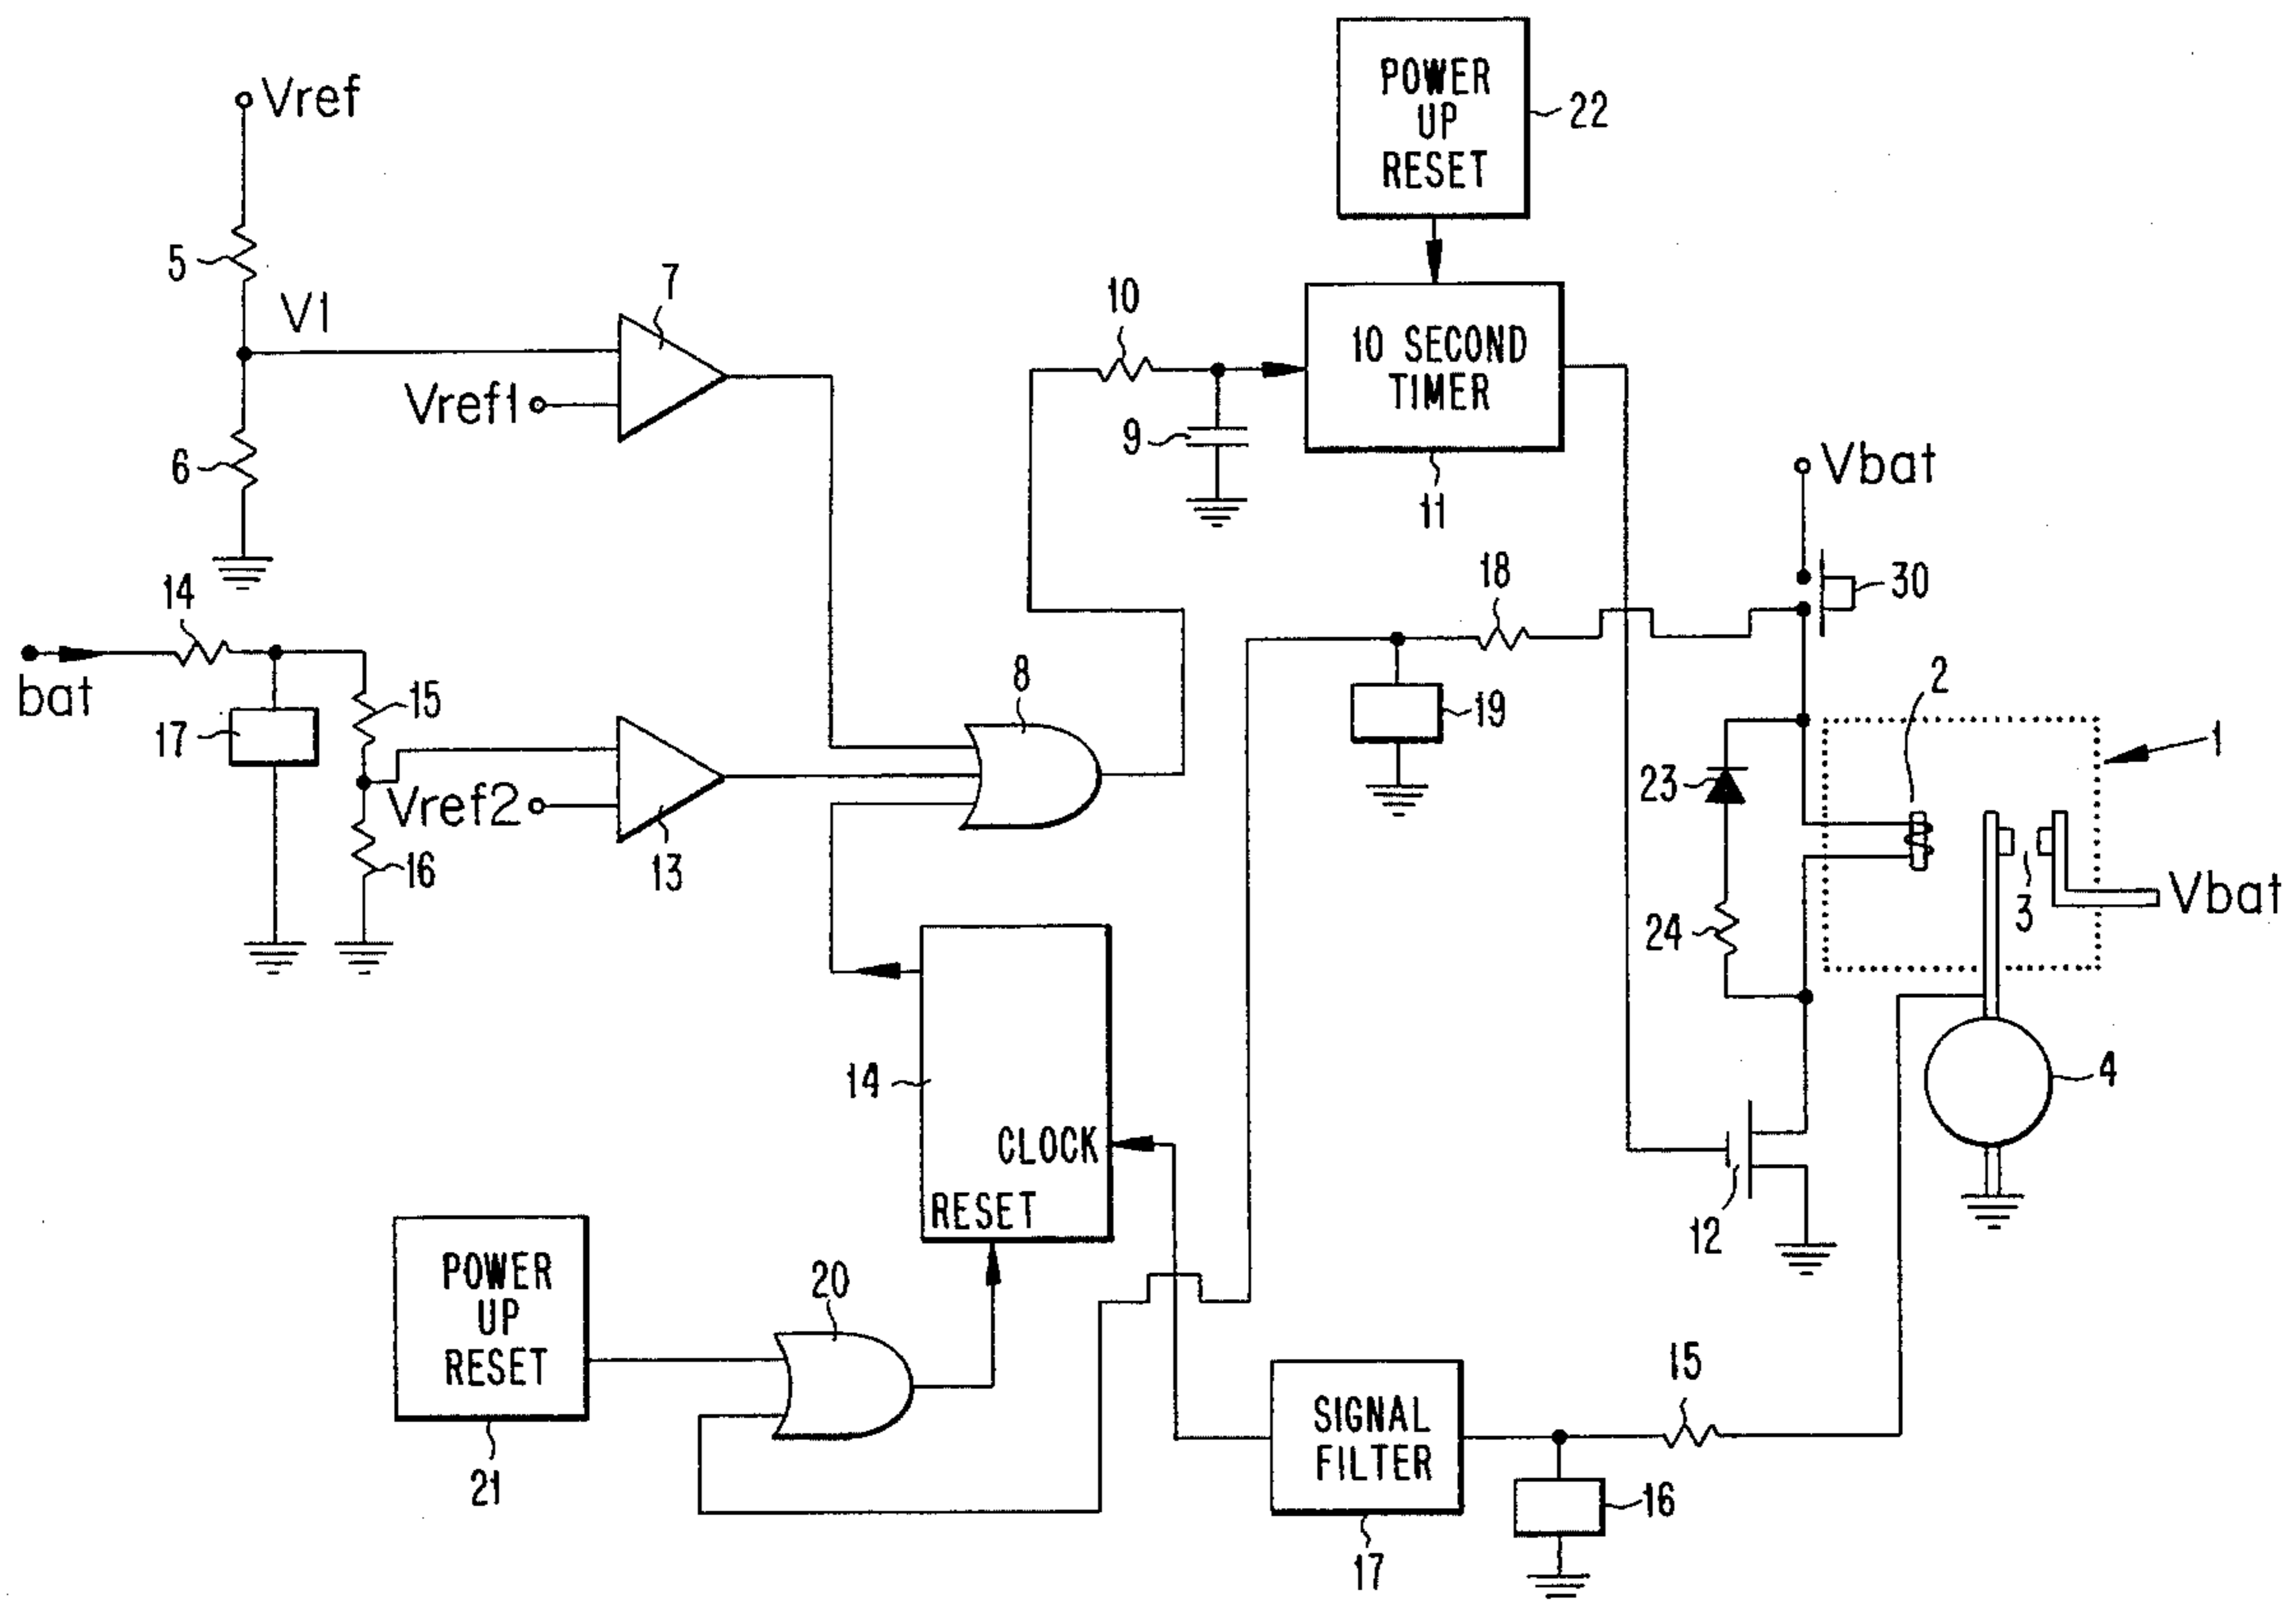 POWER
UP
RESET
22
Vref
5
V1
7
Vref1
6
10
10 SECOND
TIMER
9
11
Vbat
14
18
30
bat
15
17
8
19
2
1
23
Vref2
16
13
24
3
Vbat
14
4
CLOCK
RESET
12
POWER
UP
RESET
20
21
15
SIGNAL
FILTER
16
17